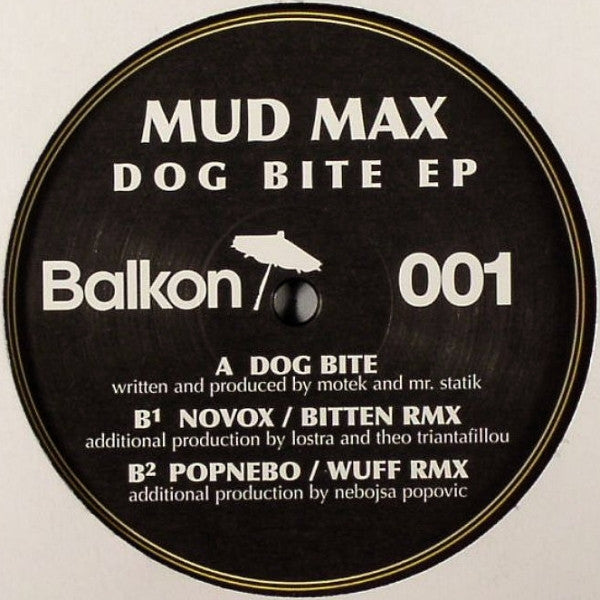 MUD MAX
DOG BITE EP
Balkon 001
A DOG BITE
written and produced by motek and mr. statik
B¹ NOVOX / BITTEN RMX
additional production by lostra and theo triantafillou
B² POPNEBO / WUFF RMX
additional production by nebojsa popovic